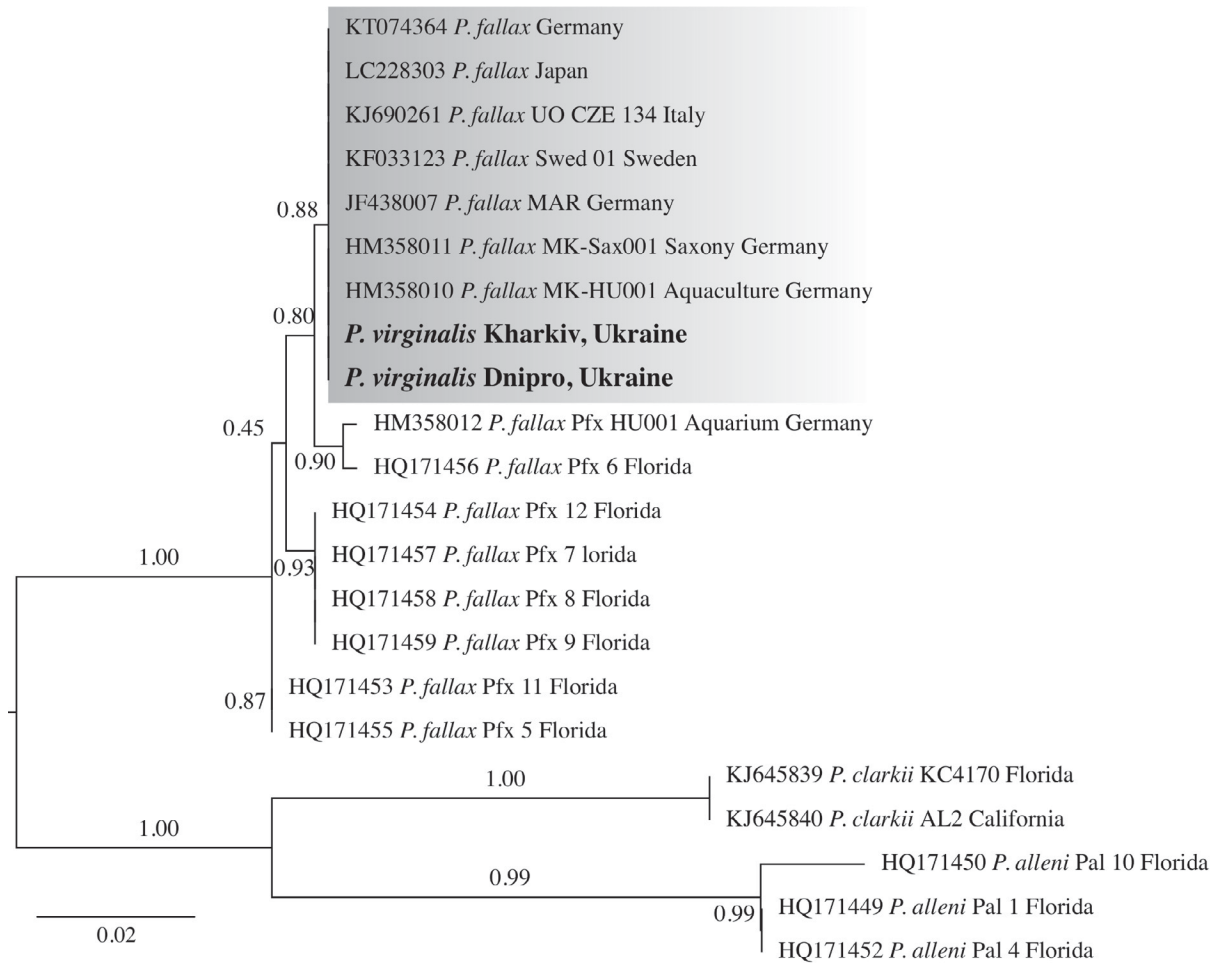 KT074364 P. fallax Germany
LC228303 P. fallax Japan
KJ690261 P. fallax UO CZE 134 Italy
KF033123 P. fallax Swed 01 Sweden
JF438007 P. fallax MAR Germany
0.88
HM358011 P. fallax MK-Sax001 Saxony Germany
HM358010 P. fallax MK-HU001 Aquaculture Germany
0.80
P. virginalis Kharkiv, Ukraine
P. virginalis Dnipro, Ukraine
HM358012 P. fallax Pfx HU001 Aquarium Germany
0.45
0.90
HQ171456 P. fallax Pfx 6 Florida
HQ171454 P. fallax Pfx 12 Florida
HQ171457 P. fallax Pfx 7 lorida
1.00
0.93
HQ171458 P. fallax Pfx 8 Florida
HQ171459 P. fallax Pfx 9 Florida
HQ171453 P. fallax Pfx 11 Florida
0.87
HQ171455 P. fallax Pfx 5 Florida
KJ645839 P. clarkii KC4170 Florida
1.00
KJ645840 P. clarkii AL2 California
1.00
HQ171450 P. alleni Pal 10 Florida
0.99
0.99
HQ171449 P. alleni Pal 1 Florida
0.02
HQ171452 P. alleni Pal 4 Florida